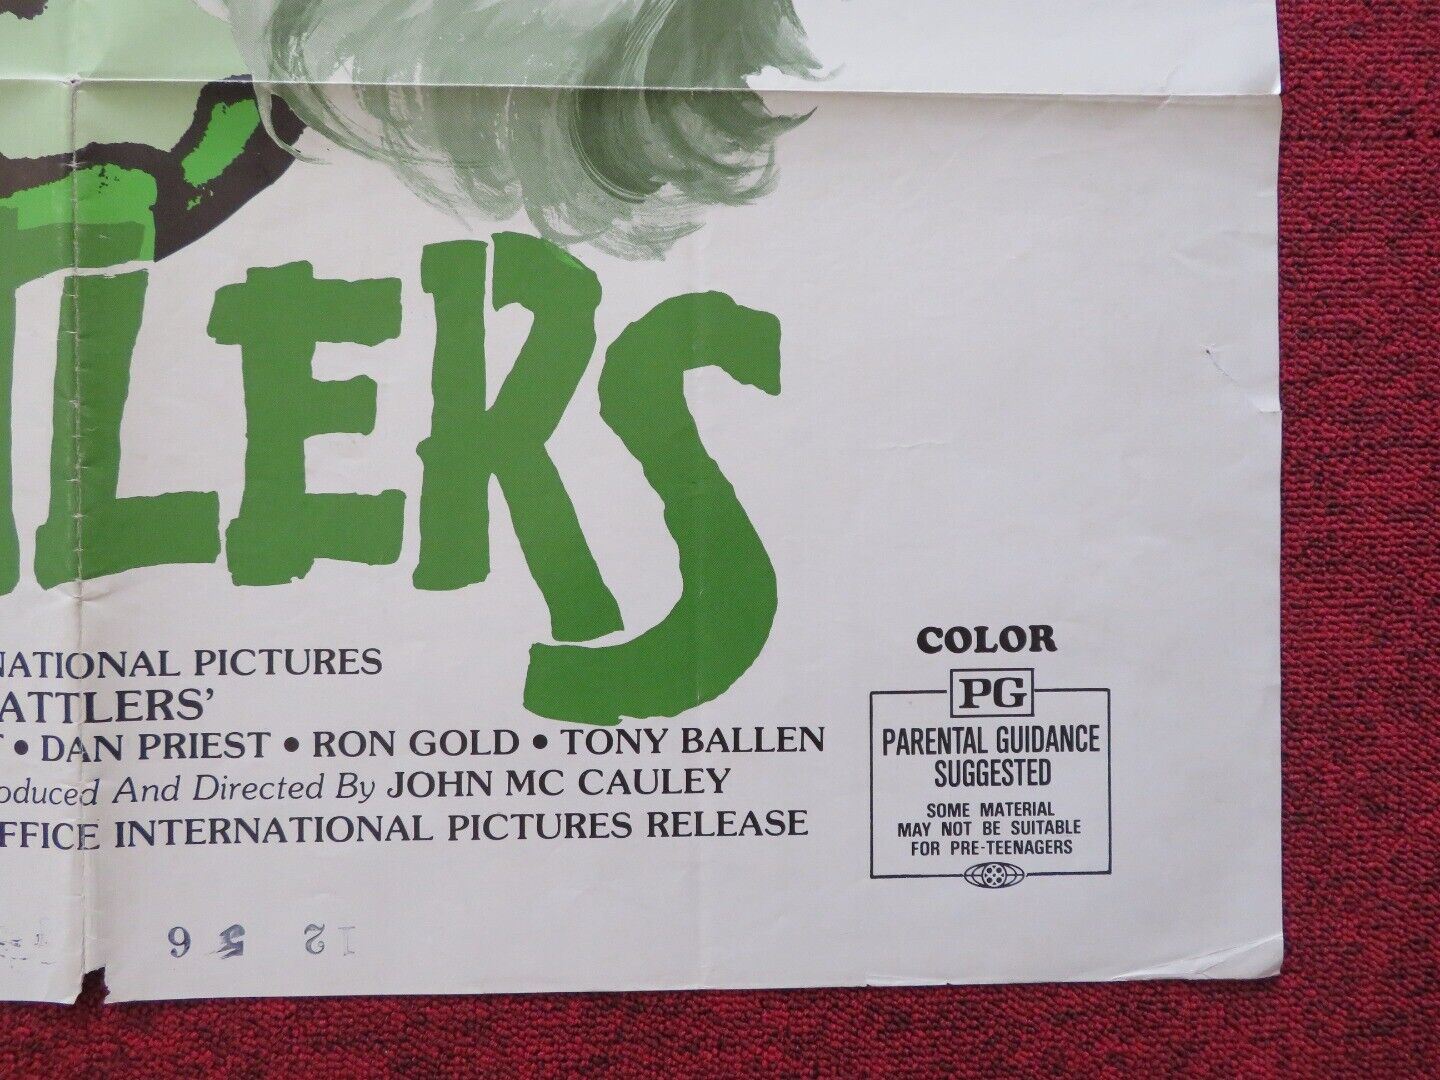 TLERS
NATIONAL PICTURES
ATTLERS'
• DAN PRIEST • RON GOLD • TONY BALLEN
oduced And Directed By JOHN MC CAULEY
FFICE INTERNATIONAL PICTURES RELEASE
COLOR
PG
PARENTAL GUIDANCE
SUGGESTED
SOME MATERIAL
MAY NOT BE SUITABLE
FOR PRE-TEENAGERS